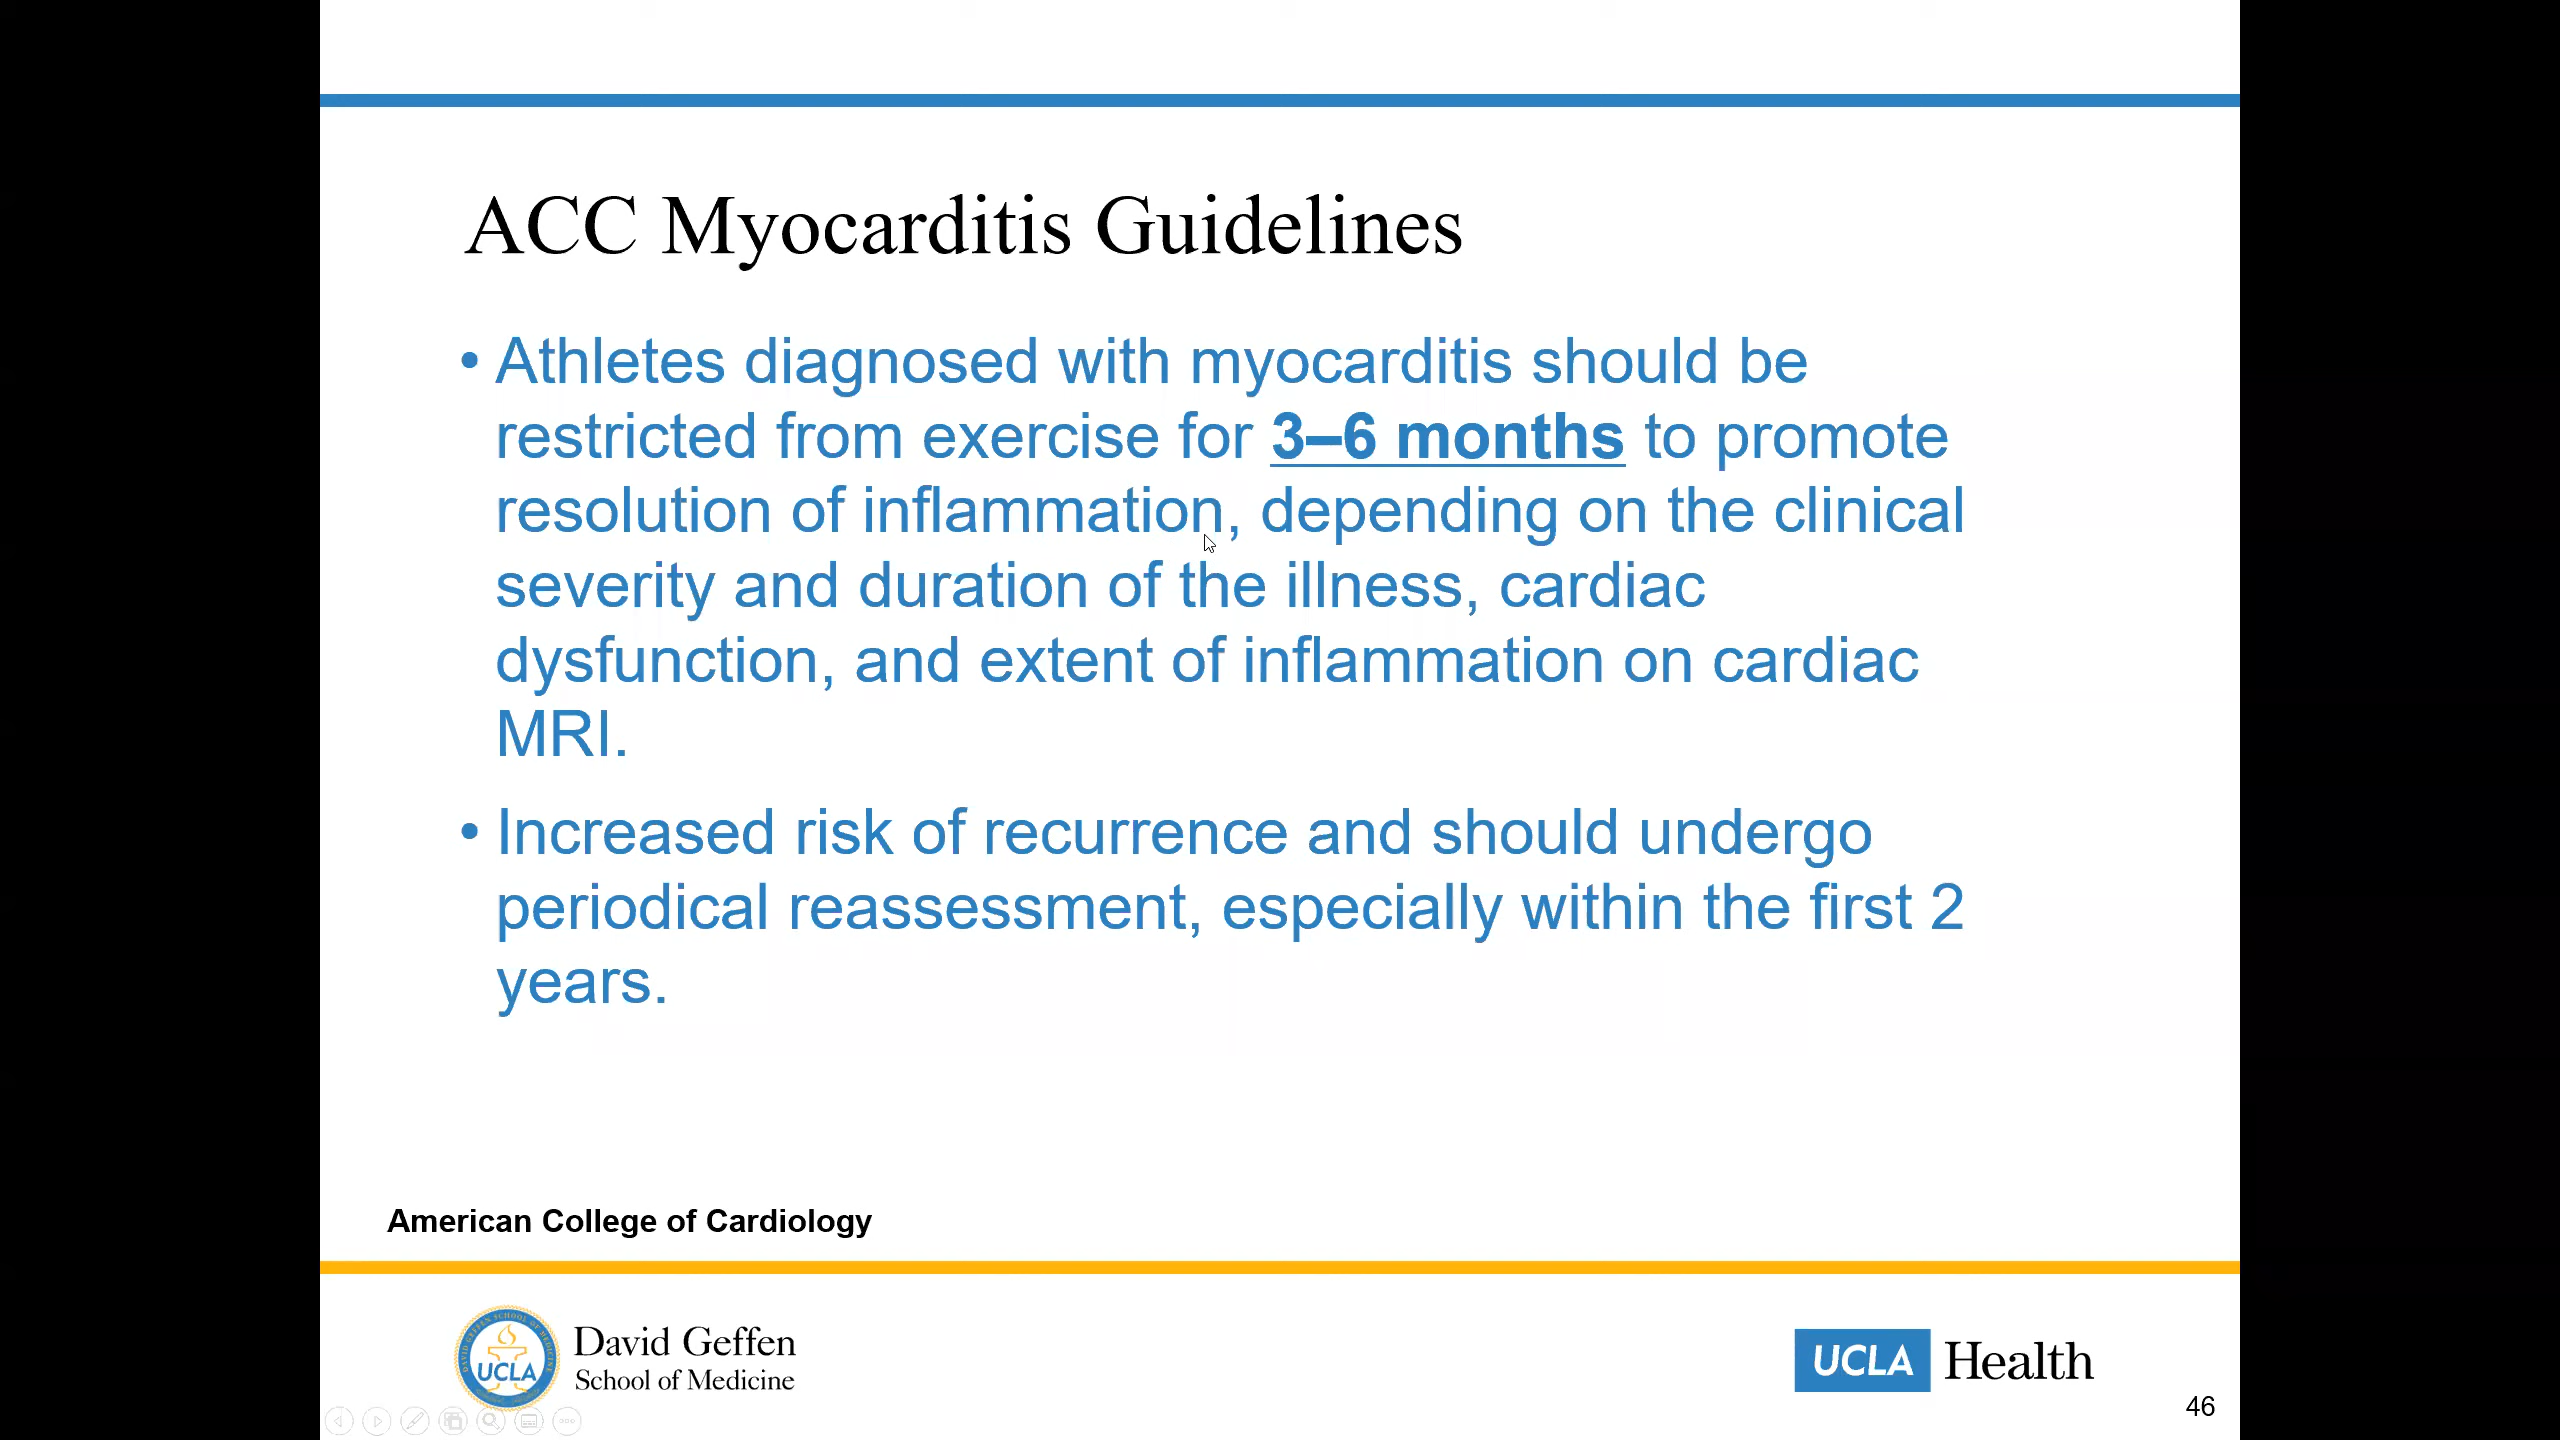 ACC Myocarditis Guidelines
• Athletes diagnosed with myocarditis should be
restricted from exercise for 3–6 months to promote
resolution of inflammation, depending on the clinical
severity and duration of the illness, cardiac
dysfunction, and extent of inflammation on cardiac
MRI.
• Increased risk of recurrence and should undergo
periodical reassessment, especially within the first 2
years.
American College of Cardiology
UCLA
David Geffen
School of Medicine
UCLA Health
46